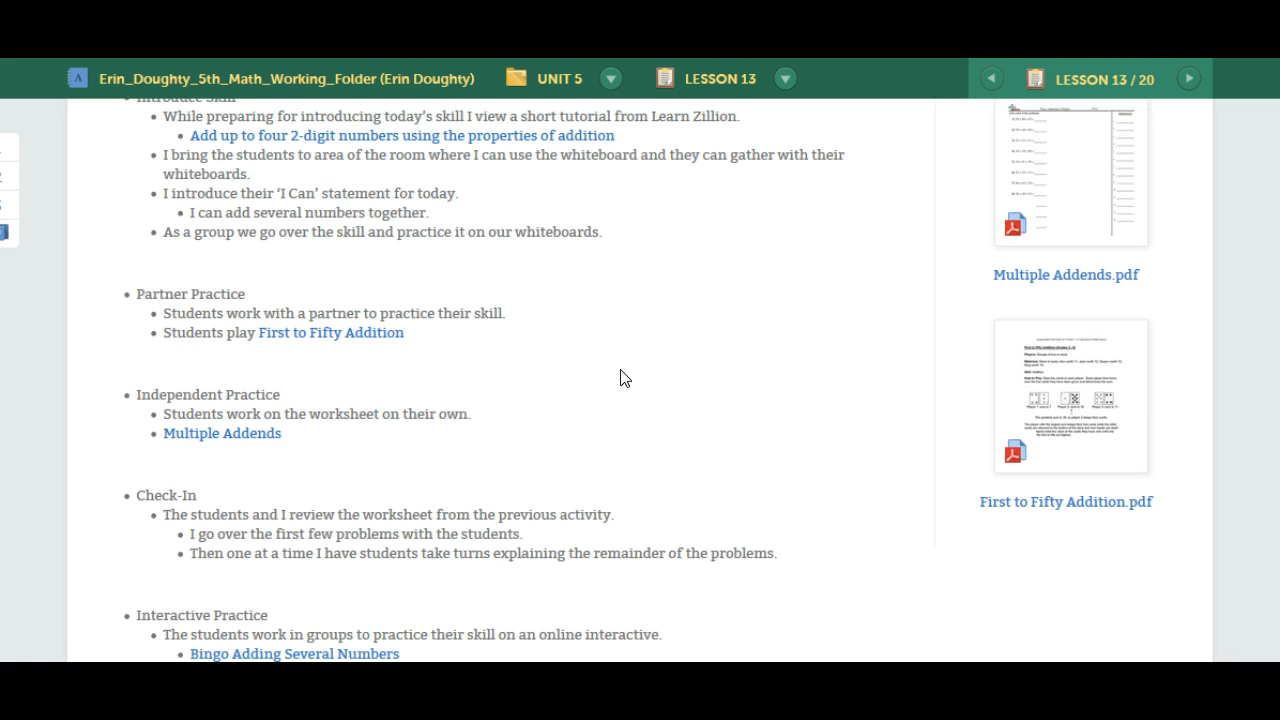 A Erin_Doughty_5th_Math_Working_Folder (Erin Doughty) UNIT 5 LESSON 13 LESSON 13 / 20
Introduce Skill
While preparing for introducing today's skill I view a short tutorial from Learn Zillion.
Add up to four 2-digit numbers using the properties of addition
I bring the students to area of the room where I can use the whiteboard and they can gather with their
whiteboards.
I introduce their 'I Can' statement for today.
I can add several numbers together.
As a group we go over the skill and practice it on our whiteboards.
Partner Practice
Students work with a partner to practice their skill.
Students play First to Fifty Addition
Independent Practice
Students work on the worksheet on their own.
Multiple Addends
Check-In
The students and I review the worksheet from the previous activity.
I go over the first few problems with the students.
Then one at a time I have students take turns explaining the remainder of the problems.
Interactive Practice
The students work in groups to practice their skill on an online interactive.
Bingo Adding Several Numbers
Multiple Addends.pdf
First to Fifty Addition.pdf